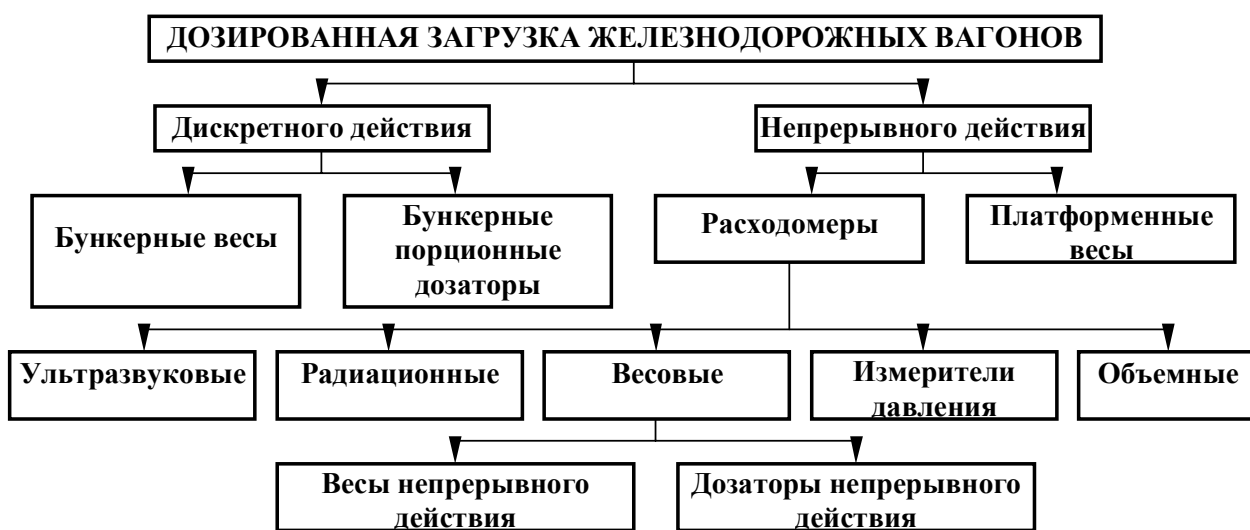 ДОЗИРОВАННАЯ ЗАГРУЗКА ЖЕЛЕЗНОДОРОЖНЫХ ВАГОНОВ
Дискретного действия
Непрерывного действия
Бункерные весы
Бункерные
порционные
дозаторы
Расходомеры
Платформенные
весы
Ультразвуковые
Радиационные
Весовые
Измерители
давления
Объемные
Весы непрерывного
действия
Дозаторы непрерывного
действия